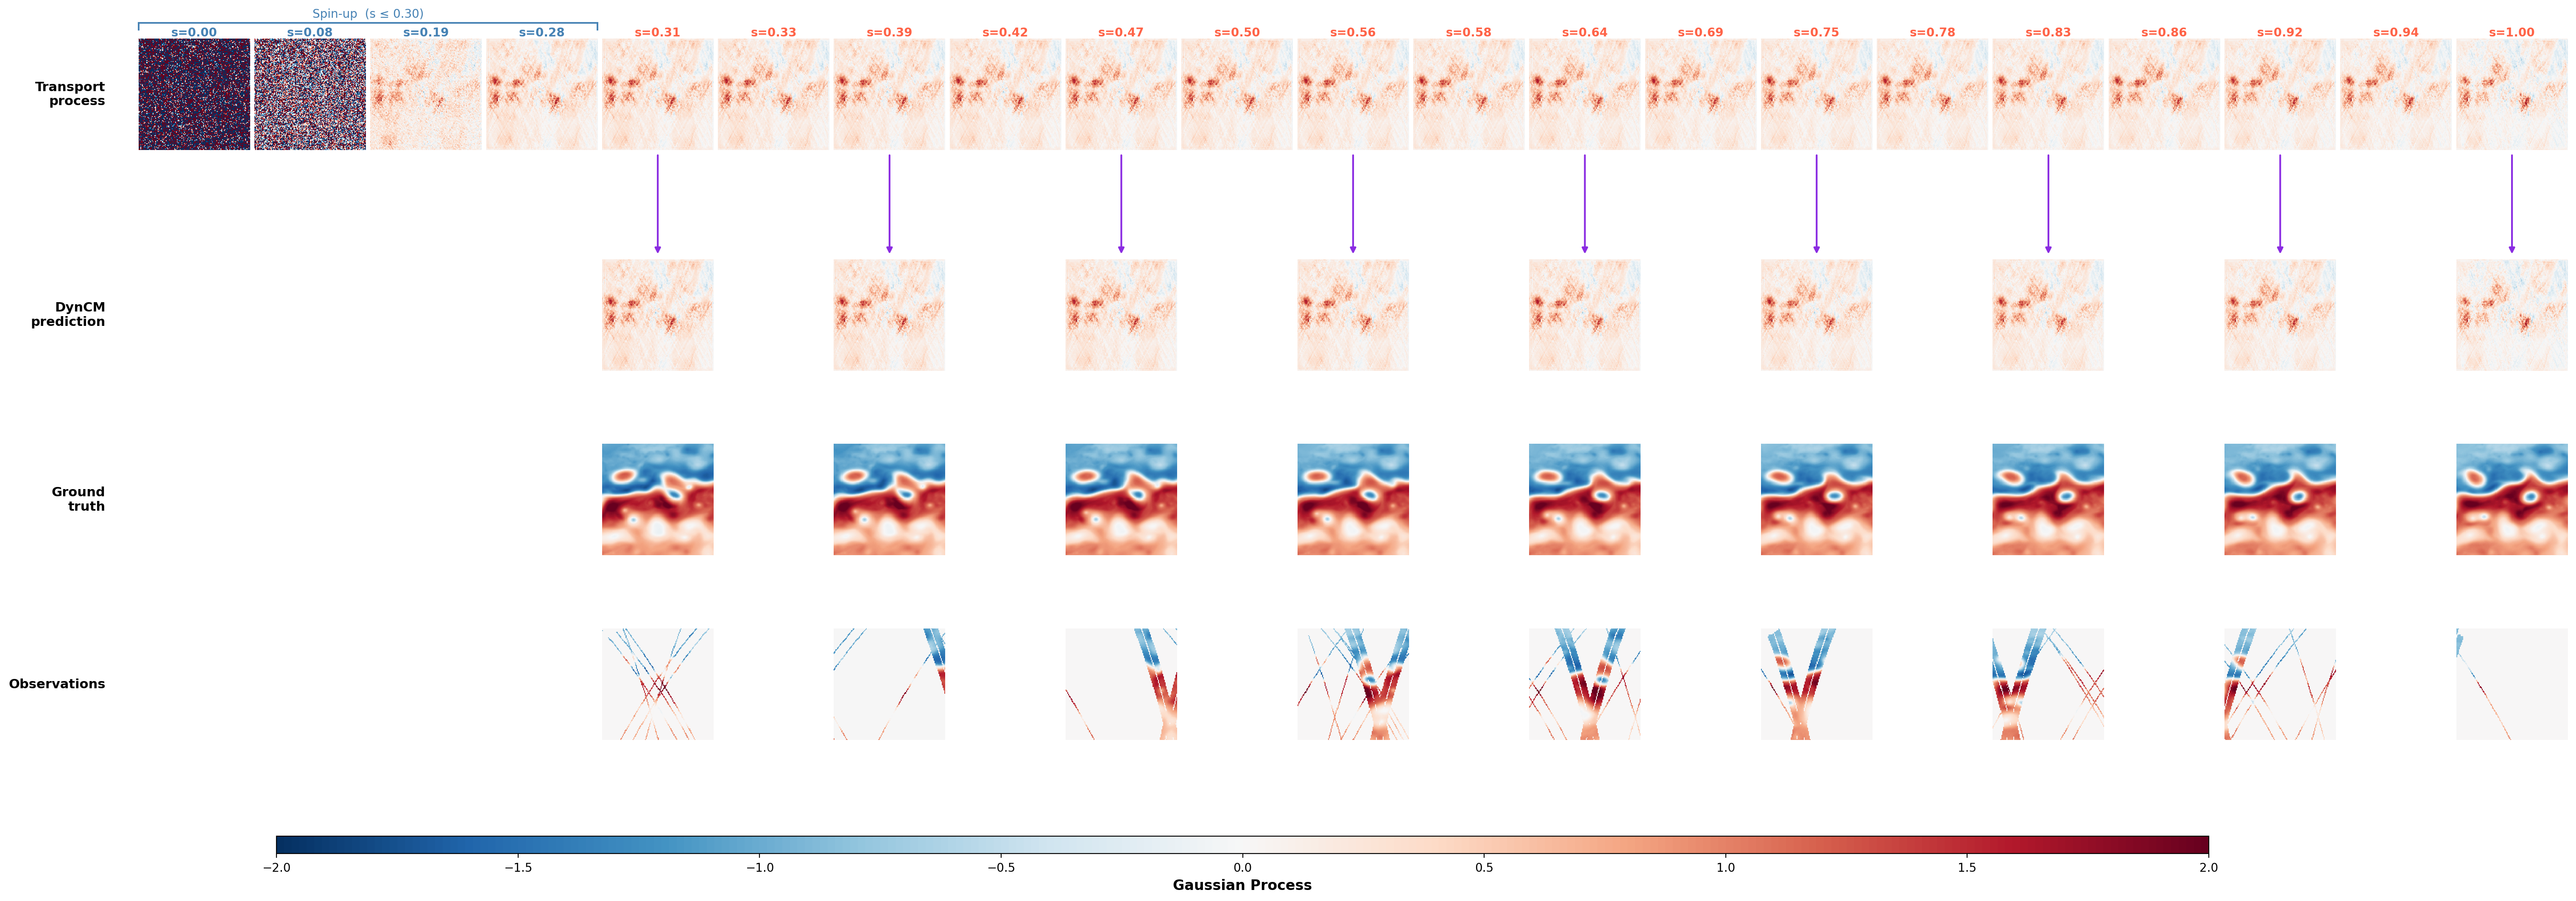 Spin-up (s ≤ 0.30)
s=0.00 s=0.08 s=0.19 s=0.28 s=0.31 s=0.33 s=0.39 s=0.42 s=0.47 s=0.50 s=0.56 s=0.58 s=0.64 s=0.69 s=0.75 s=0.78 s=0.83 s=0.86 s=0.92 s=0.94 s=1.00
Transport
process
DynCM
prediction
Ground
truth
Observations
−2.0 −1.5 −1.0 −0.5 0.0 0.5 1.0 1.5 2.0
Gaussian Process